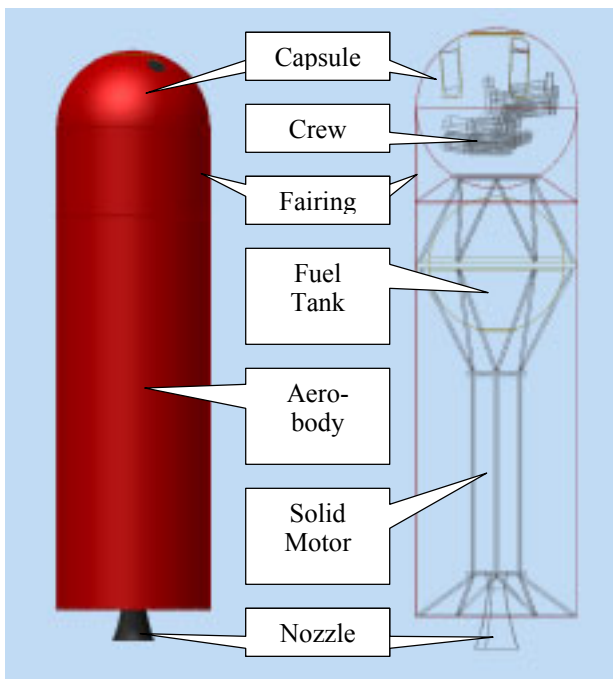 Capsule
Crew
Fairing
Fuel
Tank
Aero-
body
Solid
Motor
Nozzle